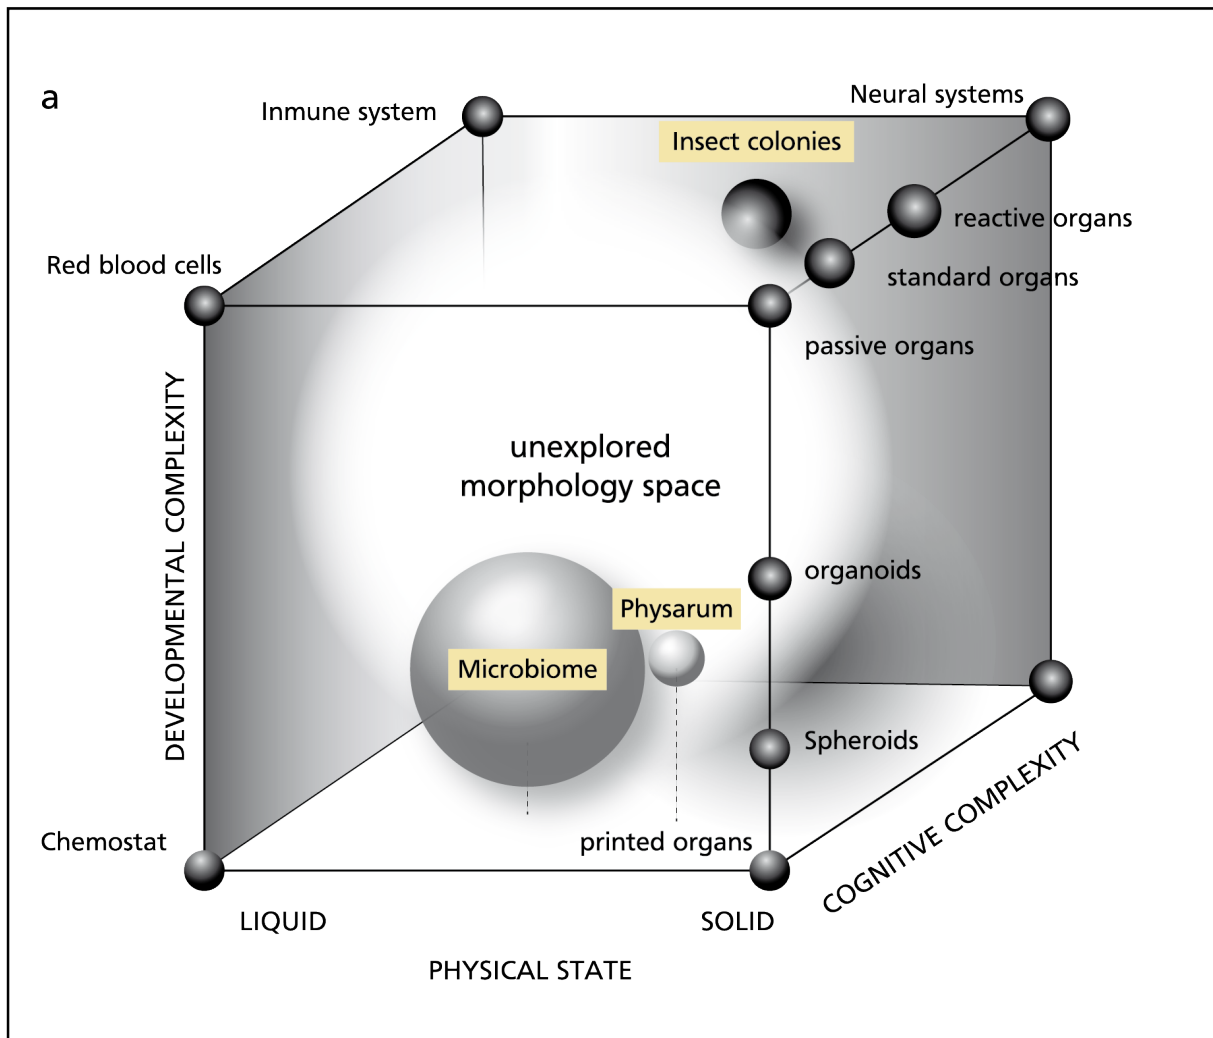 a
Inmune system
Neural systems
Insect colonies
reactive organs
Red blood cells
standard organs
passive organs
DEVELOPMENTAL COMPLEXITY
unexplored
morphology space
organoids
Physarum
Microbiome
Spheroids
Chemostat
printed organs
COGNITIVE COMPLEXITY
LIQUID
SOLID
PHYSICAL STATE